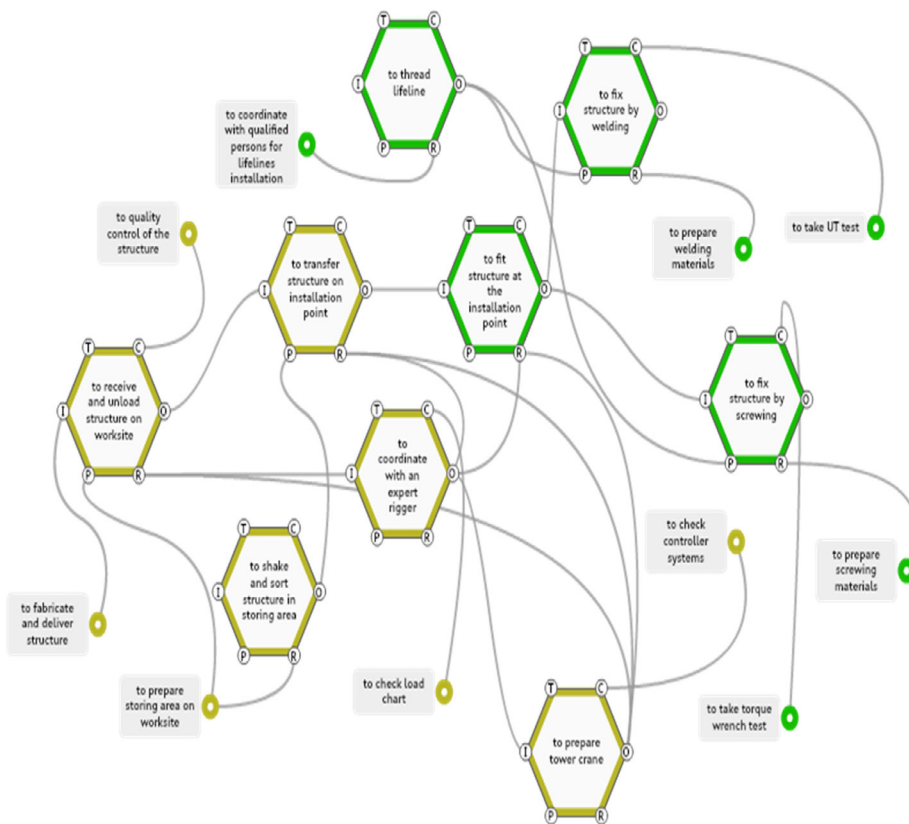 T
C
I
to thread
lifeline
O
P
R
T
C
I
to fix
structure by
welding
O
P
R
to coordinate
with qualified
persons for
lifelines
installation
to quality
control of the
structure
to prepare
welding
materials
to take UT test
T
C
I
to transfer
structure on
installation
point
O
P
R
T
C
I
to fit
structure at
the
installation
point
O
P
R
T
C
I
to receive
and unload
structure on
worksite
O
P
R
T
C
I
to fix
structure by
screwing
O
P
R
T
C
I
to
coordinate
with an
expert
rigger
O
P
R
T
C
I
to shake
and sort
structure in
storing area
O
P
R
to check
controller
systems
to prepare
screwing
materials
to fabricate
and deliver
structure
to prepare
storing area on
worksite
to check load
chart
to take torque
wrench test
T
C
I
to prepare
tower crane
O
P
R